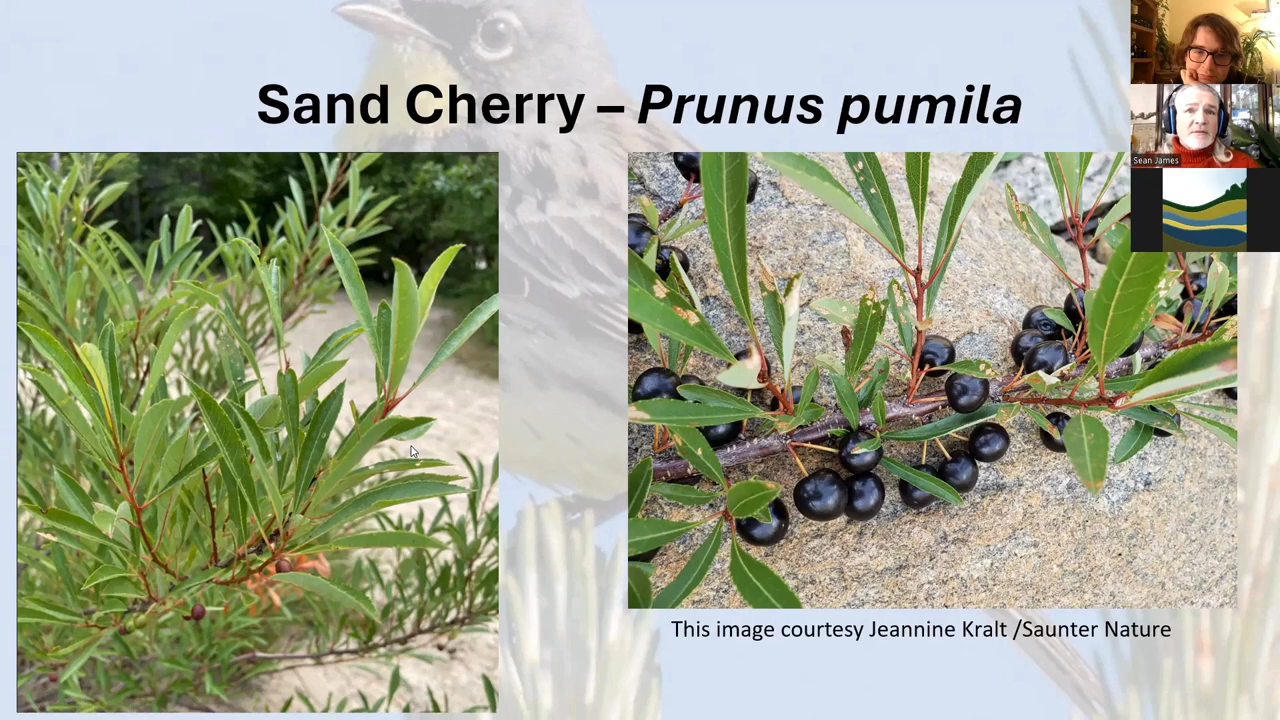 Sand Cherry – Prunus pumila
Sean James
This image courtesy Jeannine Kralt /Saunter Nature